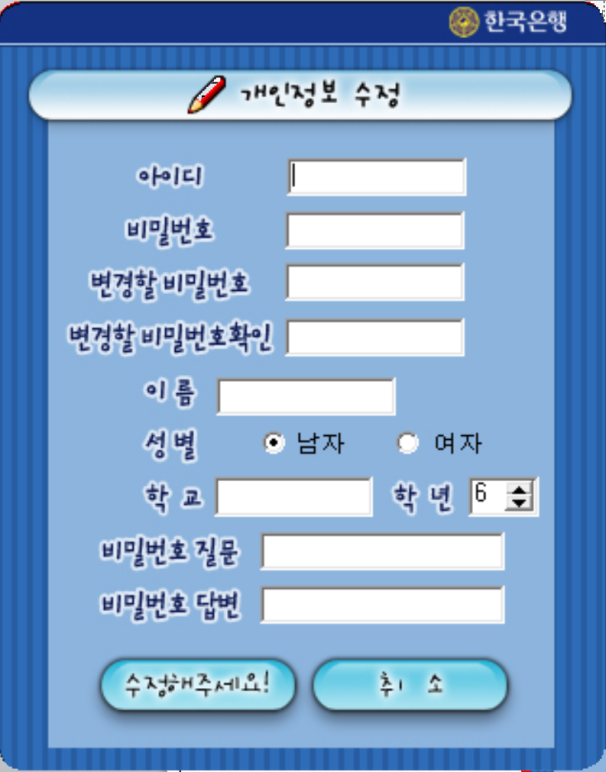 한국은행
개인정보 수정
아이디
비밀번호
변경할 비밀번호
변경할 비밀번호확인
이름
성별 남자 여자
학교 학년 6
비밀번호 질문
비밀번호 답변
수정해주세요! 취소